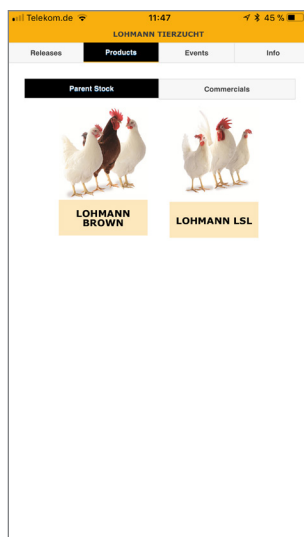 Telekom.de 11:47 45 %
LOHMANN TIERZUCHT
Releases Products Events Info
Parent Stock Commercials
LOHMANN
BROWN
LOHMANN LSL